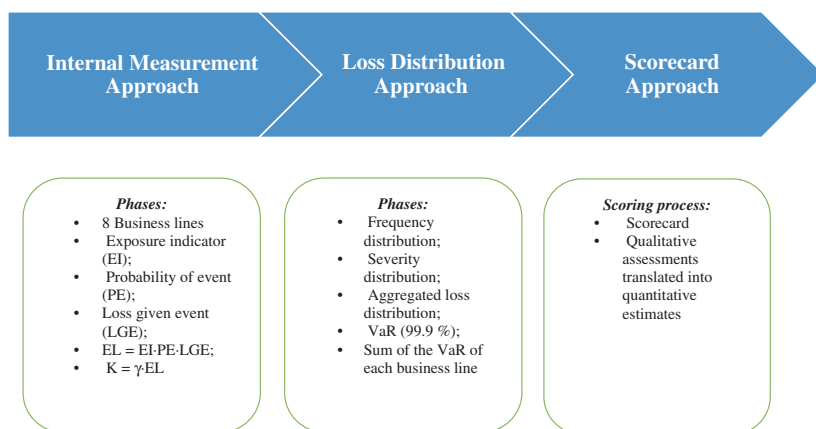 Internal Measurement
Approach
Loss Distribution
Approach
Scorecard
Approach
Phases:
• 8 Business lines
• Exposure indicator
(EI);
• Probability of event
(PE);
• Loss given event
(LGE);
• EL = EI·PE·LGE;
• K = γ·EL
Phases:
• Frequency
distribution;
• Severity
distribution;
• Aggregated loss
distribution;
• VaR (99.9 %);
• Sum of the VaR of
each business line
Scoring process:
• Scorecard
• Qualitative
assessments
translated into
quantitative
estimates